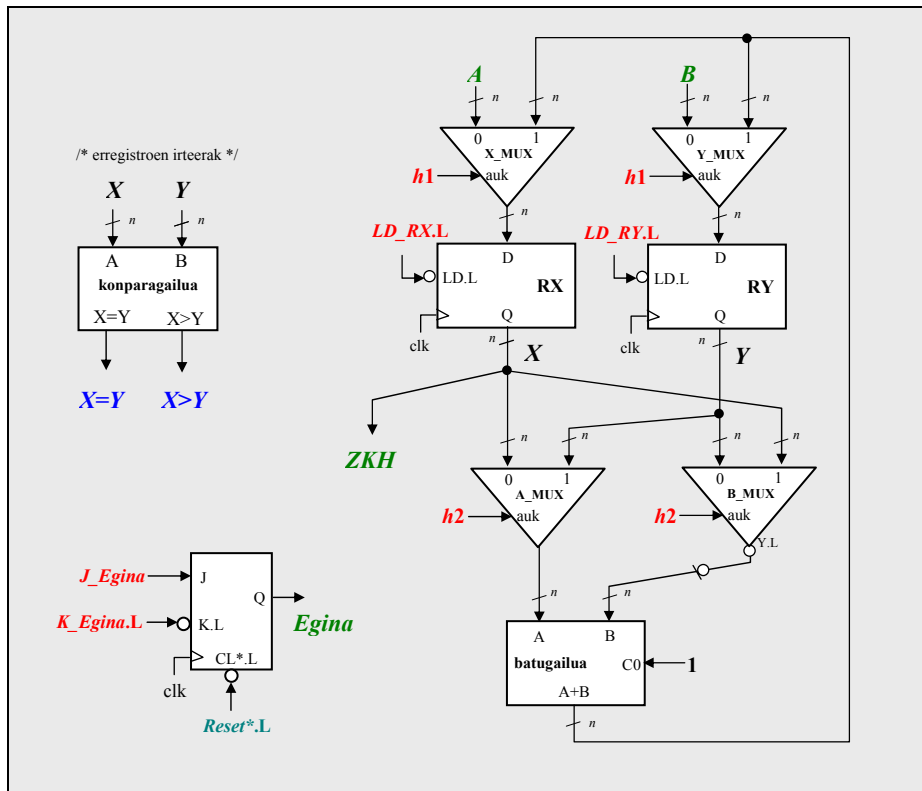 A
B
n
n
n
n
0
1
X_MUX
auk
h1
0
1
Y_MUX
auk
h1
n
n
/* erregistroen irteerak */
X
Y
n
n
A
B
konparagailua
X=Y
X>Y
X=Y
X>Y
LD_RX.L
D
LD.L
RX
Q
clk
LD_RY.L
D
LD.L
RY
Q
clk
n
X
n
Y
ZKH
n
n
n
n
0
1
A_MUX
auk
h2
0
1
B_MUX
auk
h2
Y.L
J_Egina
J
Q
Egina
K_Egina.L
K.L
CL*.L
clk
Reset*.L
n
n
A
B
batugailua
C0
1
A+B
n